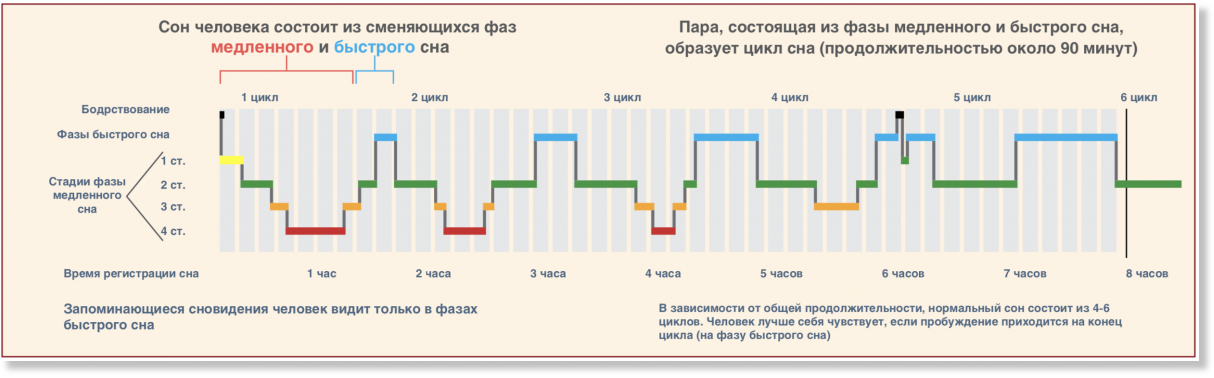 Сон человека состоит из сменяющихся фаз
медленного и быстрого сна
Пара, состоящая из фазы медленного и быстрого сна,
образует цикл сна (продолжительностью около 90 минут)
1 цикл 2 цикл 3 цикл 4 цикл 5 цикл 6 цикл
Бодрствование
Фазы быстрого сна
Стадии фазы
медленного
сна
1 ст.
2 ст.
3 ст.
4 ст.
Время регистрации сна 1 час 2 часа 3 часа 4 часа 5 часов 6 часов 7 часов 8 часов
Запоминающиеся сновидения человек видит только в фазах
быстрого сна
В зависимости от общей продолжительности, нормальный сон состоит из 4-6
циклов. Человек лучше себя чувствует, если пробуждение приходится на конец
цикла (на фазу быстрого сна)